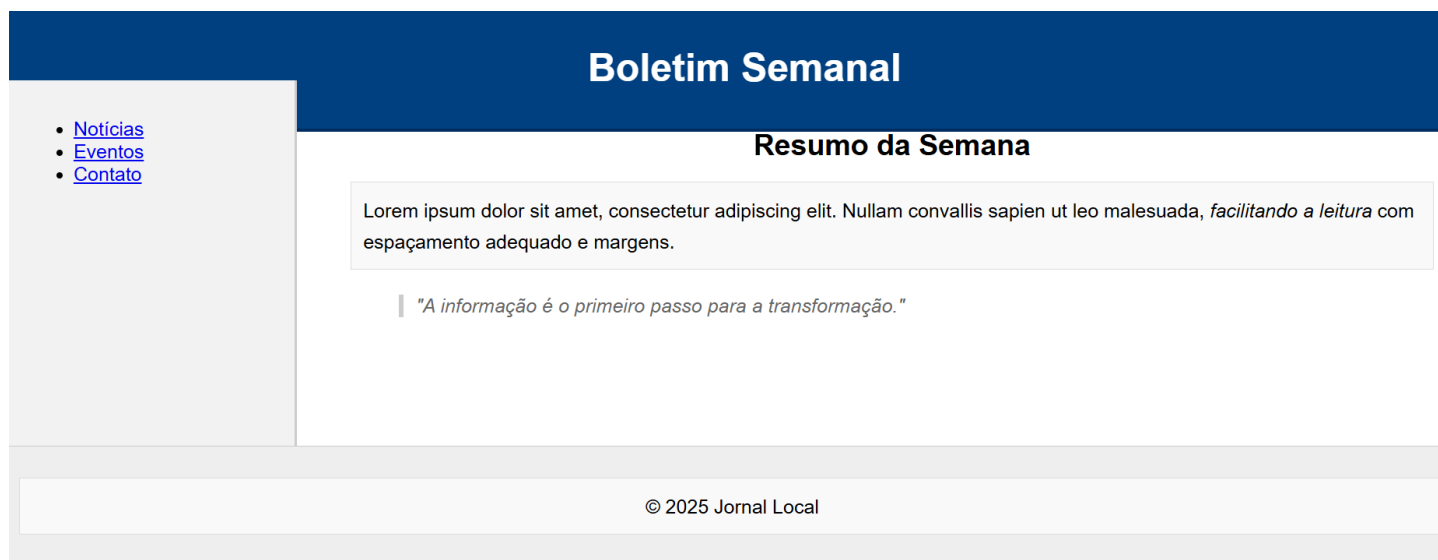 Boletim Semanal
Notícias
Eventos
Contato
Resumo da Semana
Lorem ipsum dolor sit amet, consectetur adipiscing elit. Nullam convallis sapien ut leo malesuada, facilitando a leitura com
espaçamento adequado e margens.
"A informação é o primeiro passo para a transformação."
© 2025 Jornal Local